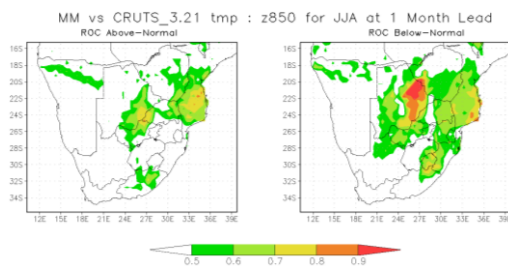 MM vs CRUTS_3.21 tmp : z850 for JJA at 1 Month Lead
ROC Above-Normal
ROC Below-Normal
16S
18S
20S
22S
24S
26S
28S
30S
32S
34S
12E 15E 18E 21E 24E 27E 30E 33E 36E 39E
16S
18S
20S
22S
24S
26S
28S
30S
32S
34S
12E 15E 18E 21E 24E 27E 30E 33E 36E 39E
0.5 0.6 0.7 0.8 0.9